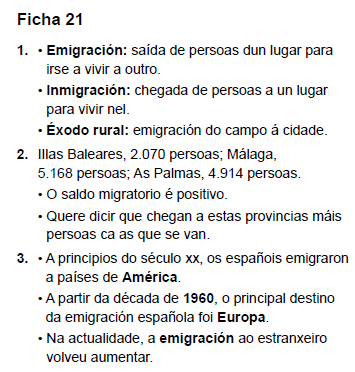 Ficha 21
1. • Emigración: saída de persoas dun lugar para
irse a vivir a outro.
• Inmigración: chegada de persoas a un lugar
para vivir nel.
• Éxodo rural: emigración do campo á cidade.
2. Illas Baleares, 2.070 persoas; Málaga,
5.168 persoas; As Palmas, 4.914 persoas.
• O saldo migratorio é positivo.
• Quere dicir que chegan a estas provincias máis
persoas ca as que se van.
3. • A principios do século xx, os españois emigraron
a países de América.
• A partir da década de 1960, o principal destino
da emigración española foi Europa.
• Na actualidade, a emigración ao estranxeiro
volveu aumentar.